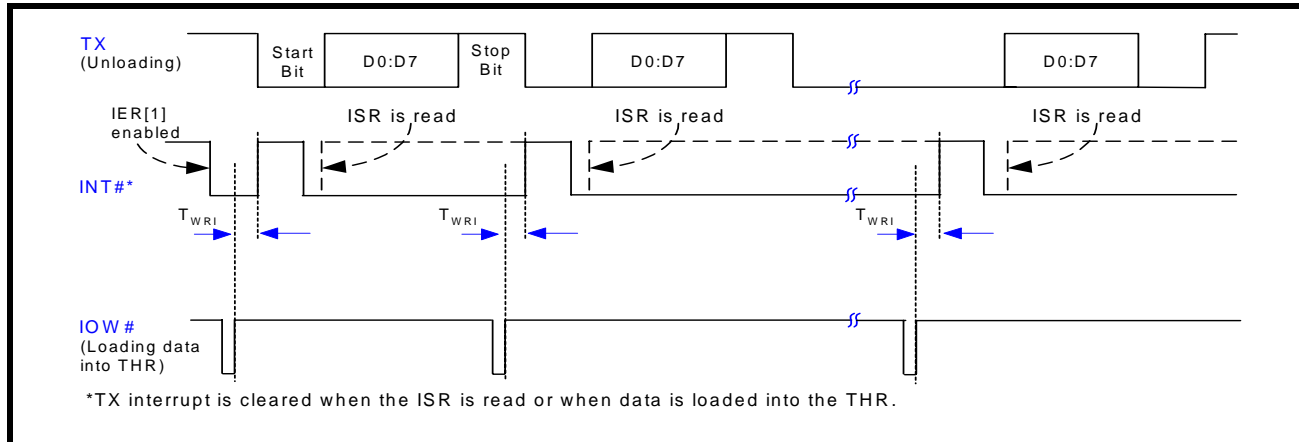 TX
(Unloading)
Start
Bit
D0:D7
Stop
Bit
D0:D7
D0:D7
IER[1]
enabled
ISR is read
ISR is read
ISR is read
INT#*
TWRI
TWRI
TWRI
IOW#
(Loading data
into THR)
*TX interrupt is cleared when the ISR is read or when data is loaded into the THR.